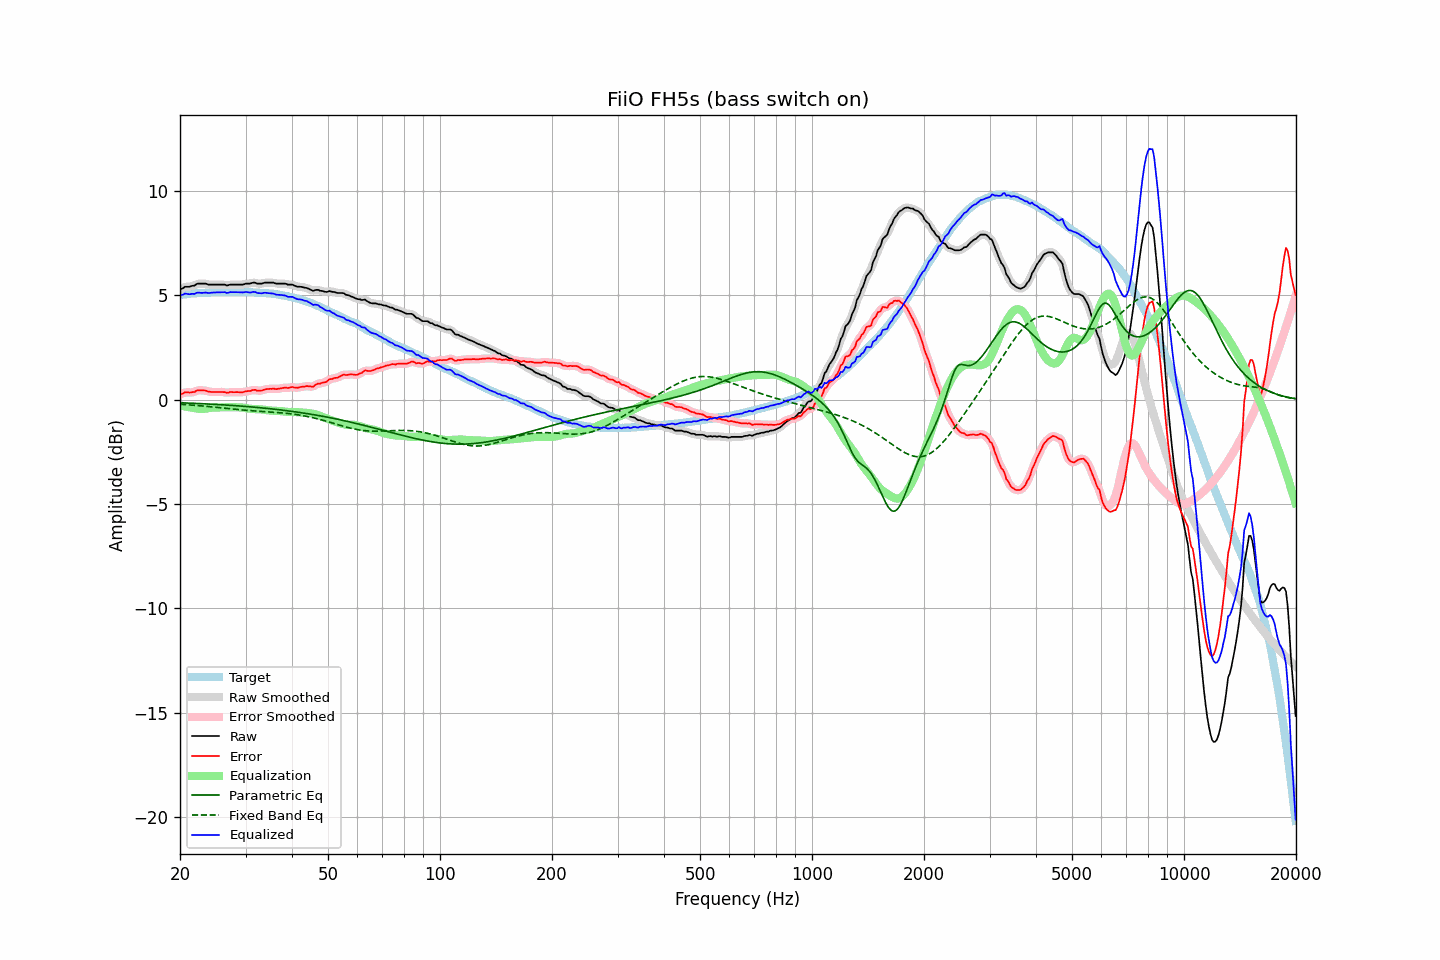 FiiO FH5s (bass switch on)
Amplitude (dBr)
10
5
0
−5
−10
−15
−20
Target
Raw Smoothed
Error Smoothed
Raw
Error
Equalization
Parametric Eq
Fixed Band Eq
Equalized
20
50
100
200
500
1000
2000
5000
10000
20000
Frequency (Hz)